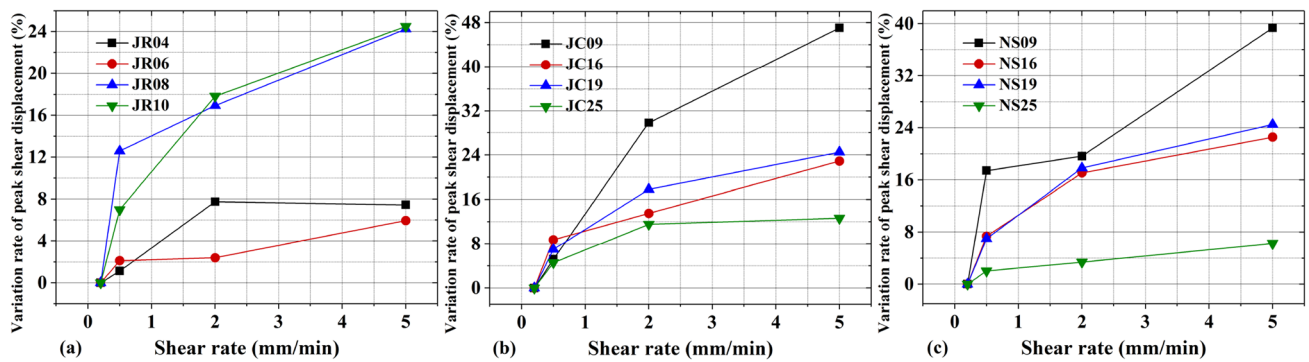 Variation rate of peak shear displacement (%)
24
20
16
12
8
4
0
JR04
JR06
JR08
JR10
0 1 2 3 4 5
(a) Shear rate (mm/min)
Variation rate of peak shear displacement (%)
48
40
32
24
16
8
0
JC09
JC16
JC19
JC25
0 1 2 3 4 5
(b) Shear rate (mm/min)
Variation rate of peak shear displacement (%)
40
32
24
16
8
0
NS09
NS16
NS19
NS25
0 1 2 3 4 5
(c) Shear rate (mm/min)